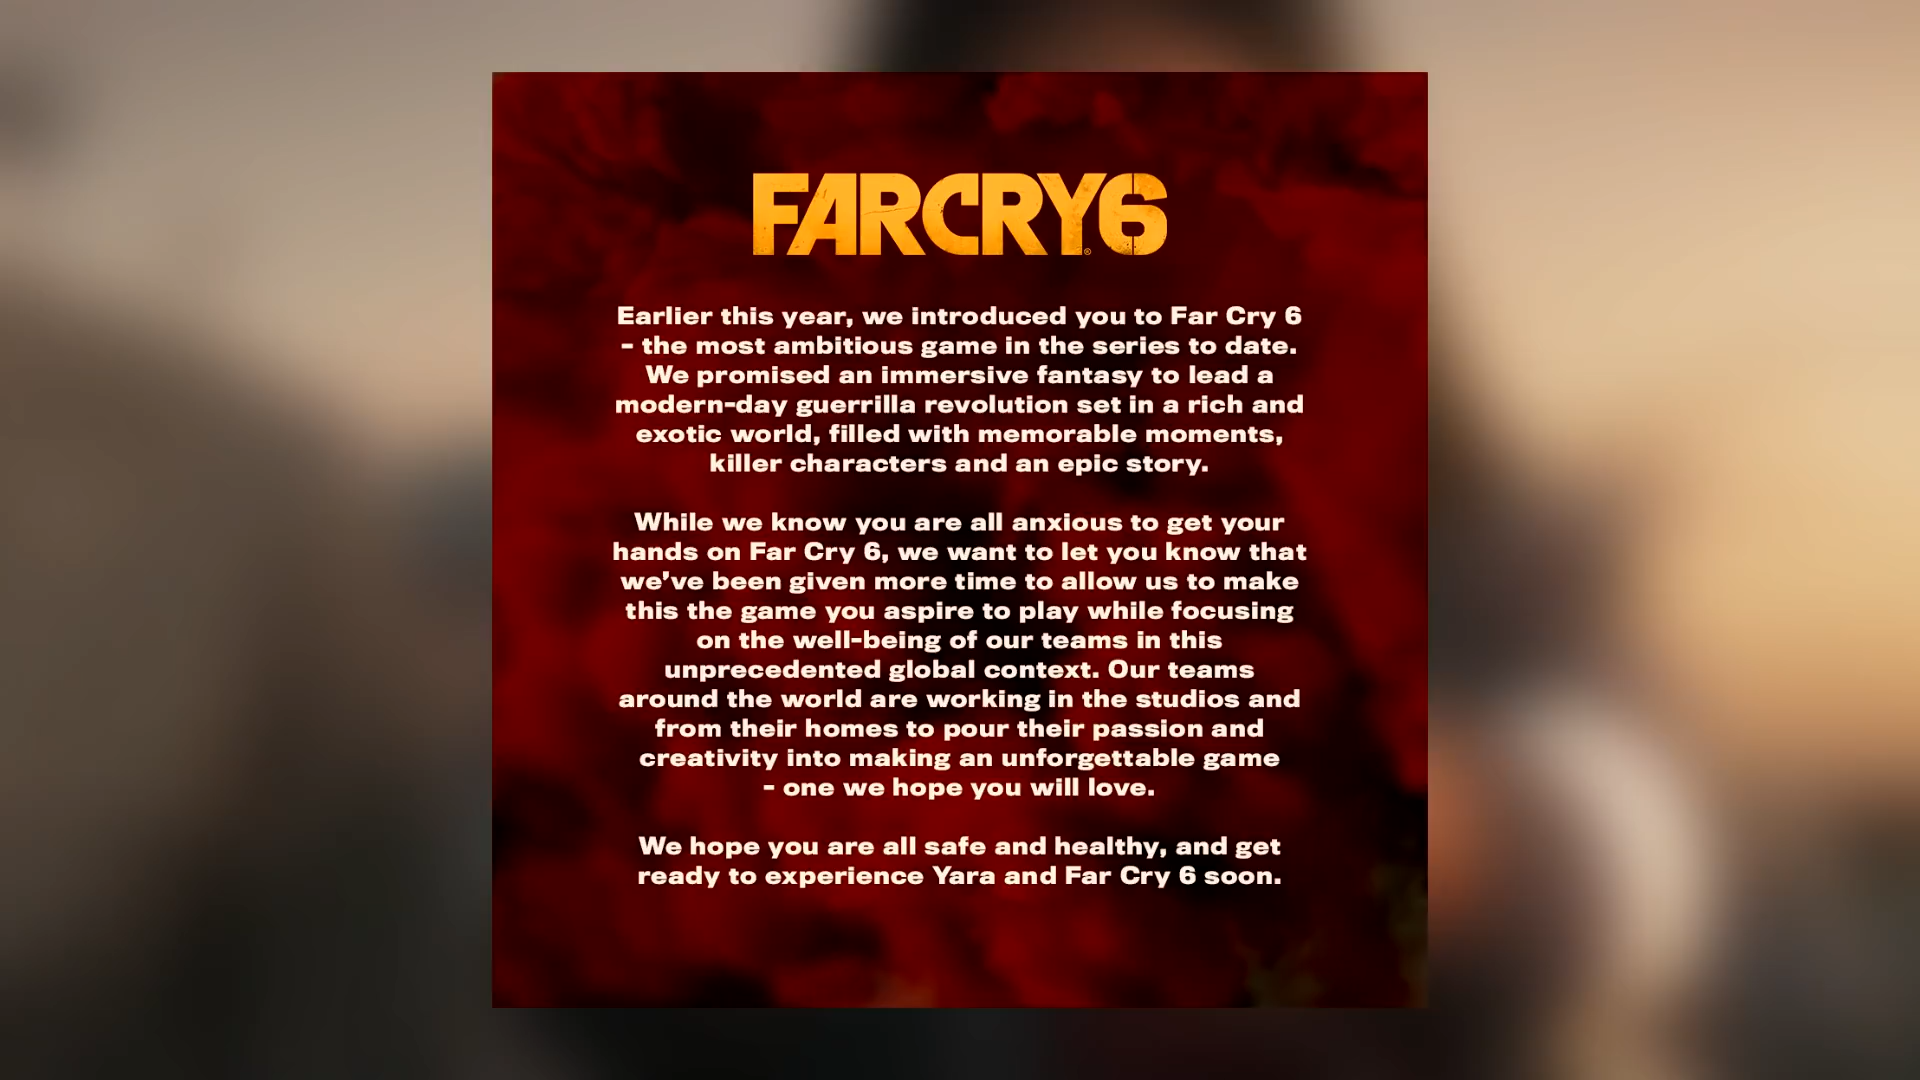 FARCRY6
Earlier this year, we introduced you to Far Cry 6
- the most ambitious game in the series to date.
We promised an immersive fantasy to lead a
modern-day guerrilla revolution set in a rich and
exotic world, filled with memorable moments,
killer characters and an epic story.
While we know you are all anxious to get your
hands on Far Cry 6, we want to let you know that
we've been given more time to allow us to make
this the game you aspire to play while focusing
on the well-being of our teams in this
unprecedented global context. Our teams
around the world are working in the studios and
from their homes to pour their passion and
creativity into making an unforgettable game
- one we hope you will love.
We hope you are all safe and healthy, and get
ready to experience Yara and Far Cry 6 soon.